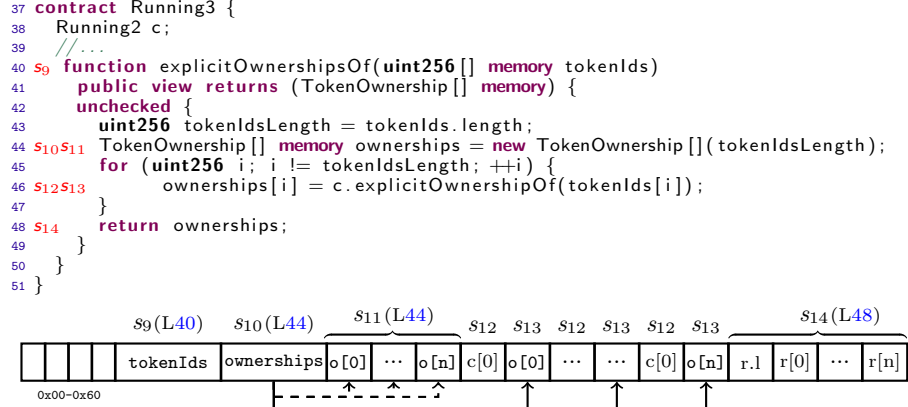 37 contract Running3 {
38 Running2 c;
39 //...
40 s9 function explicitOwnershipsOf(uint256[] memory tokenIds)
41 public view returns (TokenOwnership[] memory) {
42 unchecked {
43 uint256 tokenIdsLength = tokenIds.length;
44 s10s11 TokenOwnership[] memory ownerships = new TokenOwnership[](tokenIdsLength);
45 for (uint256 i; i != tokenIdsLength; ++i) {
46 s12s13 ownerships[i] = c.explicitOwnershipOf(tokenIds[i]);
47 }
48 s14 return ownerships;
49 }
50 }
51 }
s9(L40) s10(L44) s11(L44) s12 s13 s12 s13 s12 s13 s14(L48)
tokenIds ownerships o[0] ... o[n] c[0] o[0] ... ... c[0] o[n] r.l r[0] ... r[n]
0x00-0x60